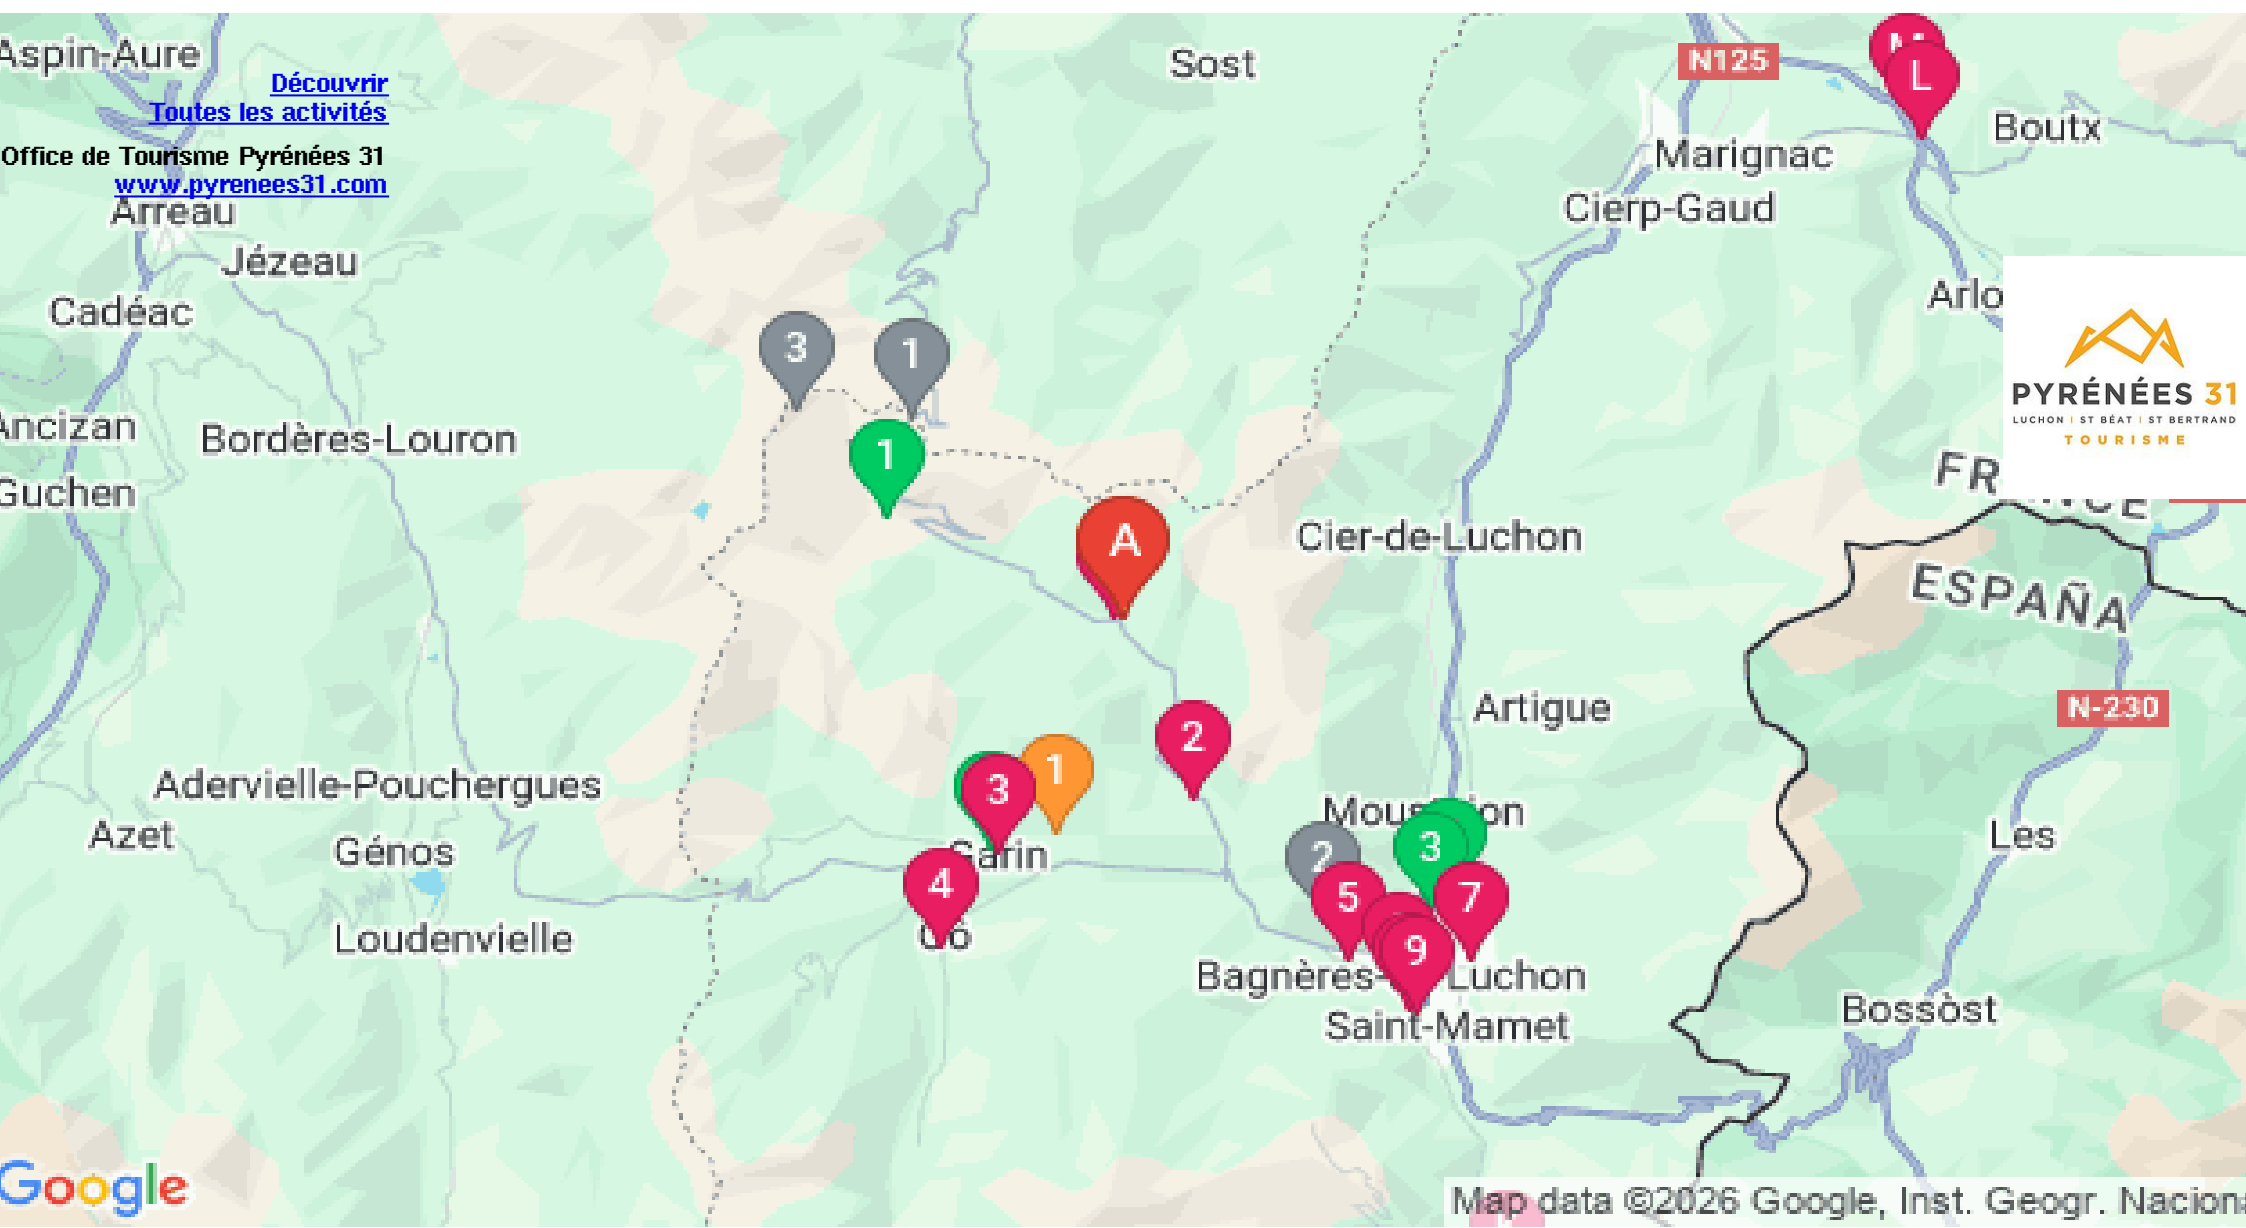 Aspin-Aure
Découvrir
Toutes les activités
Office de Tourisme Pyrénées 31
www.pyrenees31.com
Arreau
Jézeau
Cadéac
Ancizan
Guchen
Bordères-Louron
Sost
N125
L
Boutx
Marignac
Cierp-Gaud
Arlo
PYRÉNÉES 31
LUCHON | ST BÉAT | ST BERTRAND
TOURISME
3
1
1
A
Cier-de-Luchon
ESPAÑA
Artigue
N-230
2
Adervielle-Pouchergues
3
1
Azet
Génos
Garin
4
Loudenvielle
2
3
5
7
9
Les
Luchon
Saint-Mamet
Bossòst
Google
Map data ©2026 Google, Inst. Geogr. Naciona